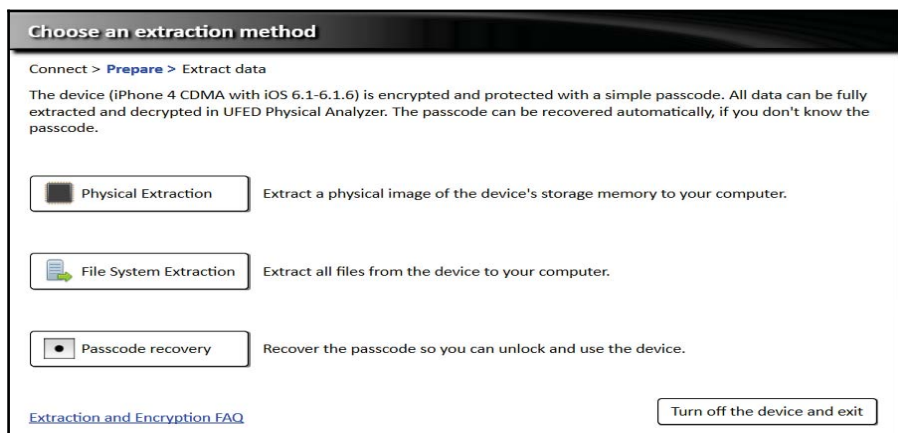 Choose an extraction method
Connect > Prepare > Extract data
The device (iPhone 4 CDMA with iOS 6.1-6.1.6) is encrypted and protected with a simple passcode. All data can be fully
extracted and decrypted in UFED Physical Analyzer. The passcode can be recovered automatically, if you don't know the
passcode.
Physical Extraction Extract a physical image of the device's storage memory to your computer.
File System Extraction Extract all files from the device to your computer.
Passcode recovery Recover the passcode so you can unlock and use the device.
Extraction and Encryption FAQ Turn off the device and exit